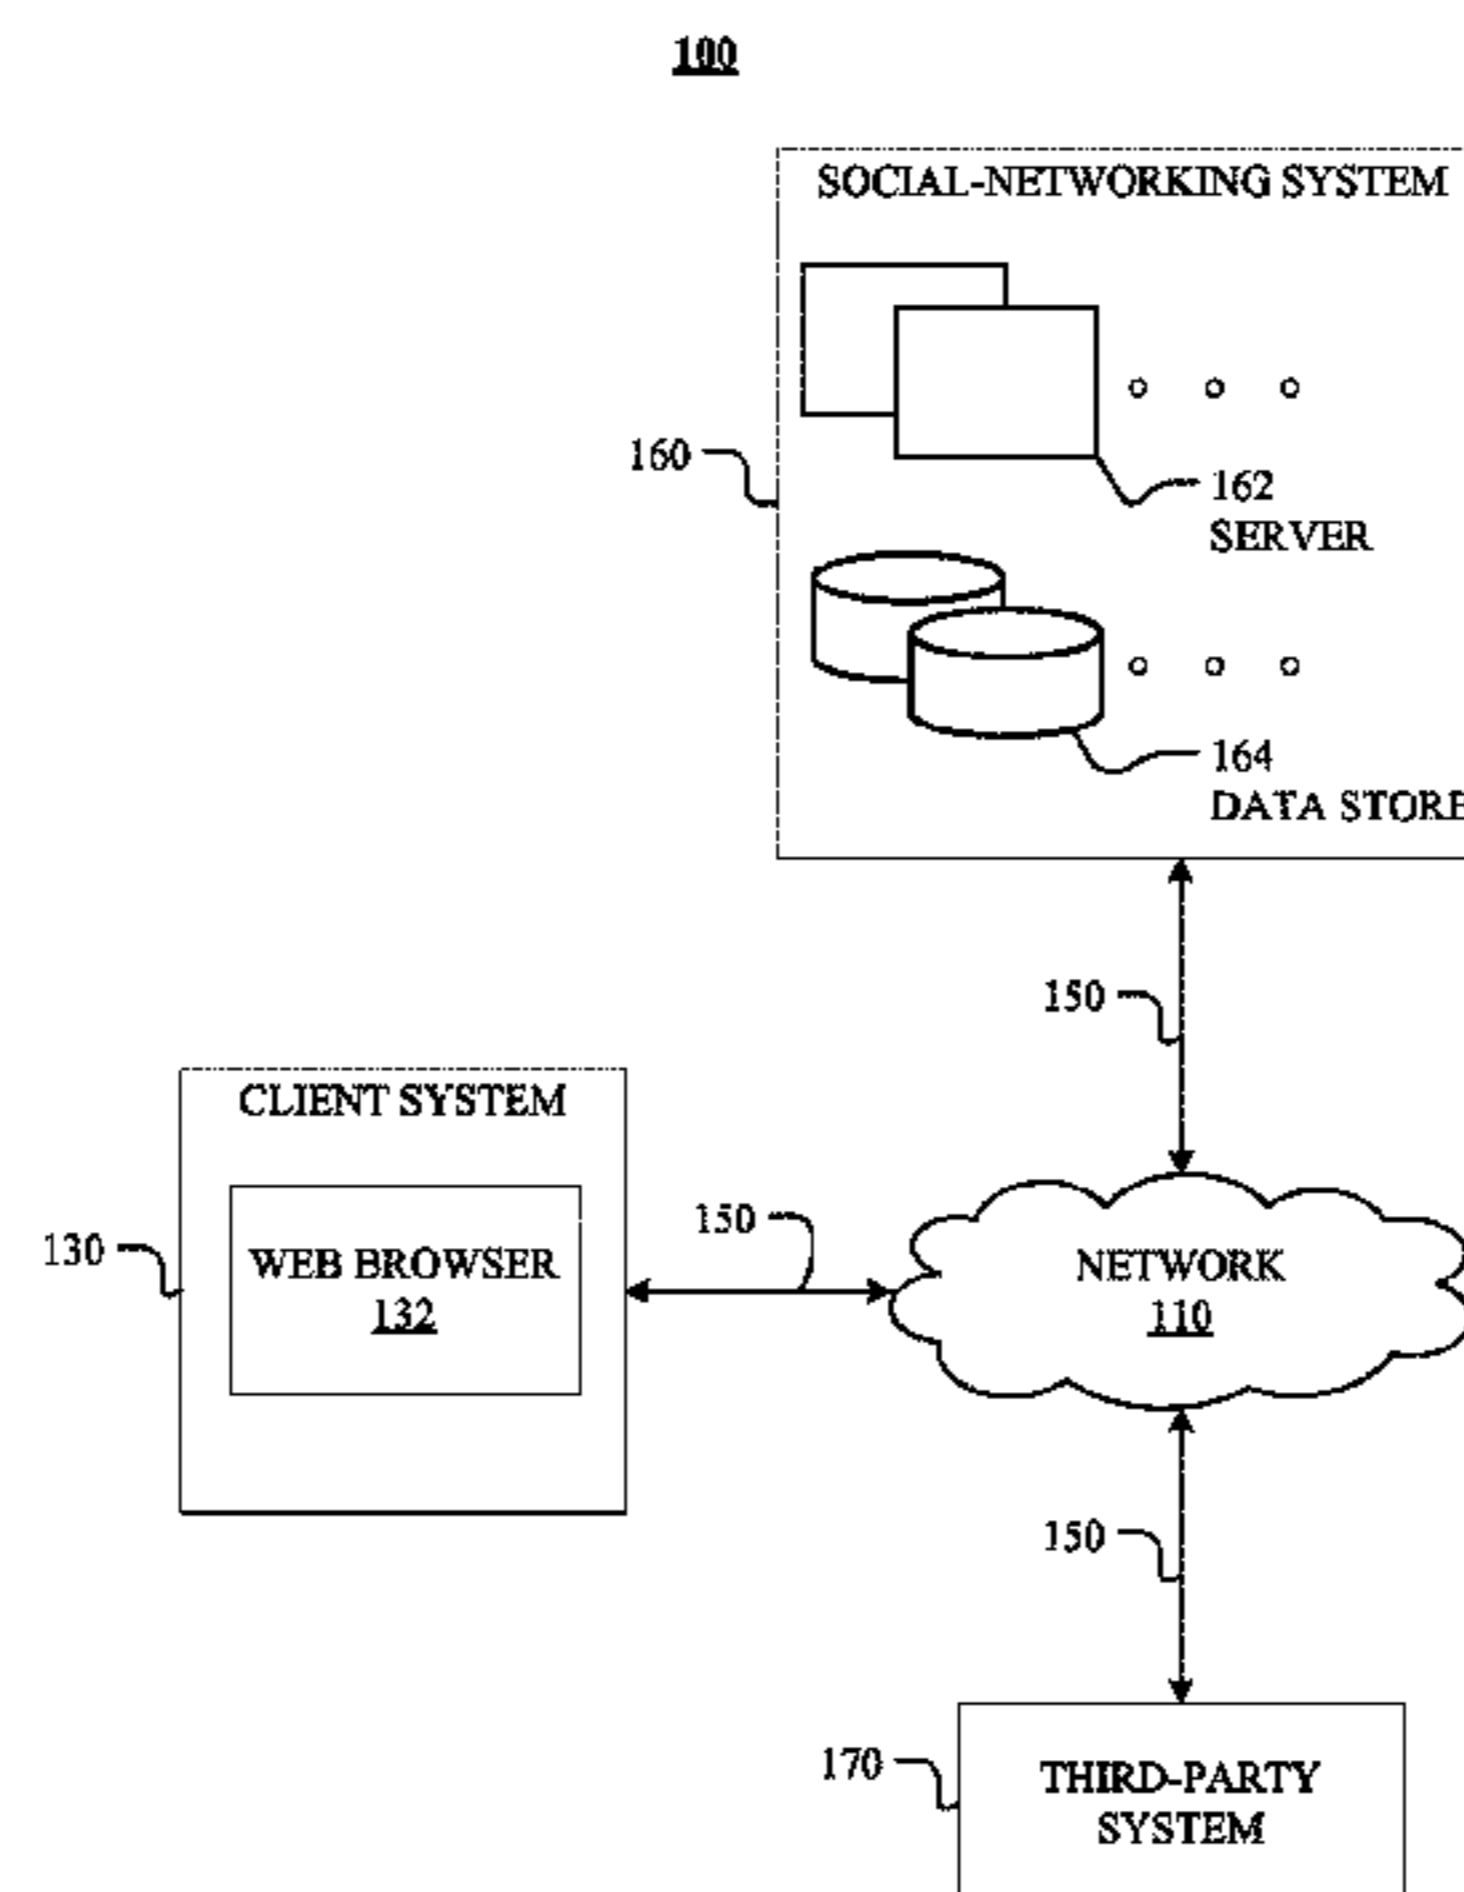 100
SOCIAL-NETWORKING SYSTEM
160
162
SERVER
164
DATA STORE
150
CLIENT SYSTEM
130
WEB BROWSER
132
150
NETWORK
110
150
170
THIRD-PARTY
SYSTEM